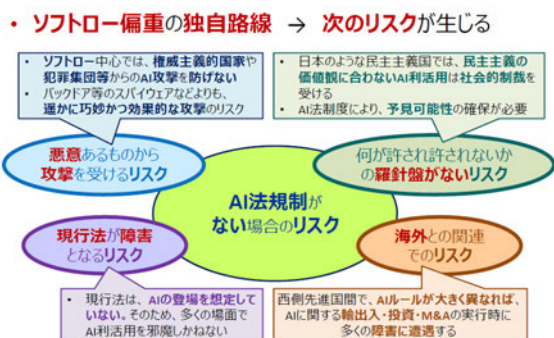 • ソフトロー偏重の独自路線 → 次のリスクが生じる
• ソフトロー中心では、権威主義的国家や
犯罪集団等からのAI攻撃を防げない
• バックドア等のスパイウェアなどよりも、
遥かに巧妙かつ効果的な攻撃のリスク
• 日本のような民主主義国では、民主主義の
価値観に合わないAI利活用は社会的制裁を
受ける
• AI法制度により、予見可能性の確保が必要
悪意あるものから
攻撃を受けるリスク
何が許され許されないか
の羅針盤がないリスク
AI法規制が
ない場合のリスク
現行法が障害
となるリスク
海外との関連
でのリスク
• 現行法は、AIの登場を想定して
いない。そのため、多くの場面で
AI利活用を邪魔しかねない
西側先進国間で、AIルールが大きく異なれば、
AIに関する輸出入・投資・M&Aの実行時に
多くの障害に遭遇する